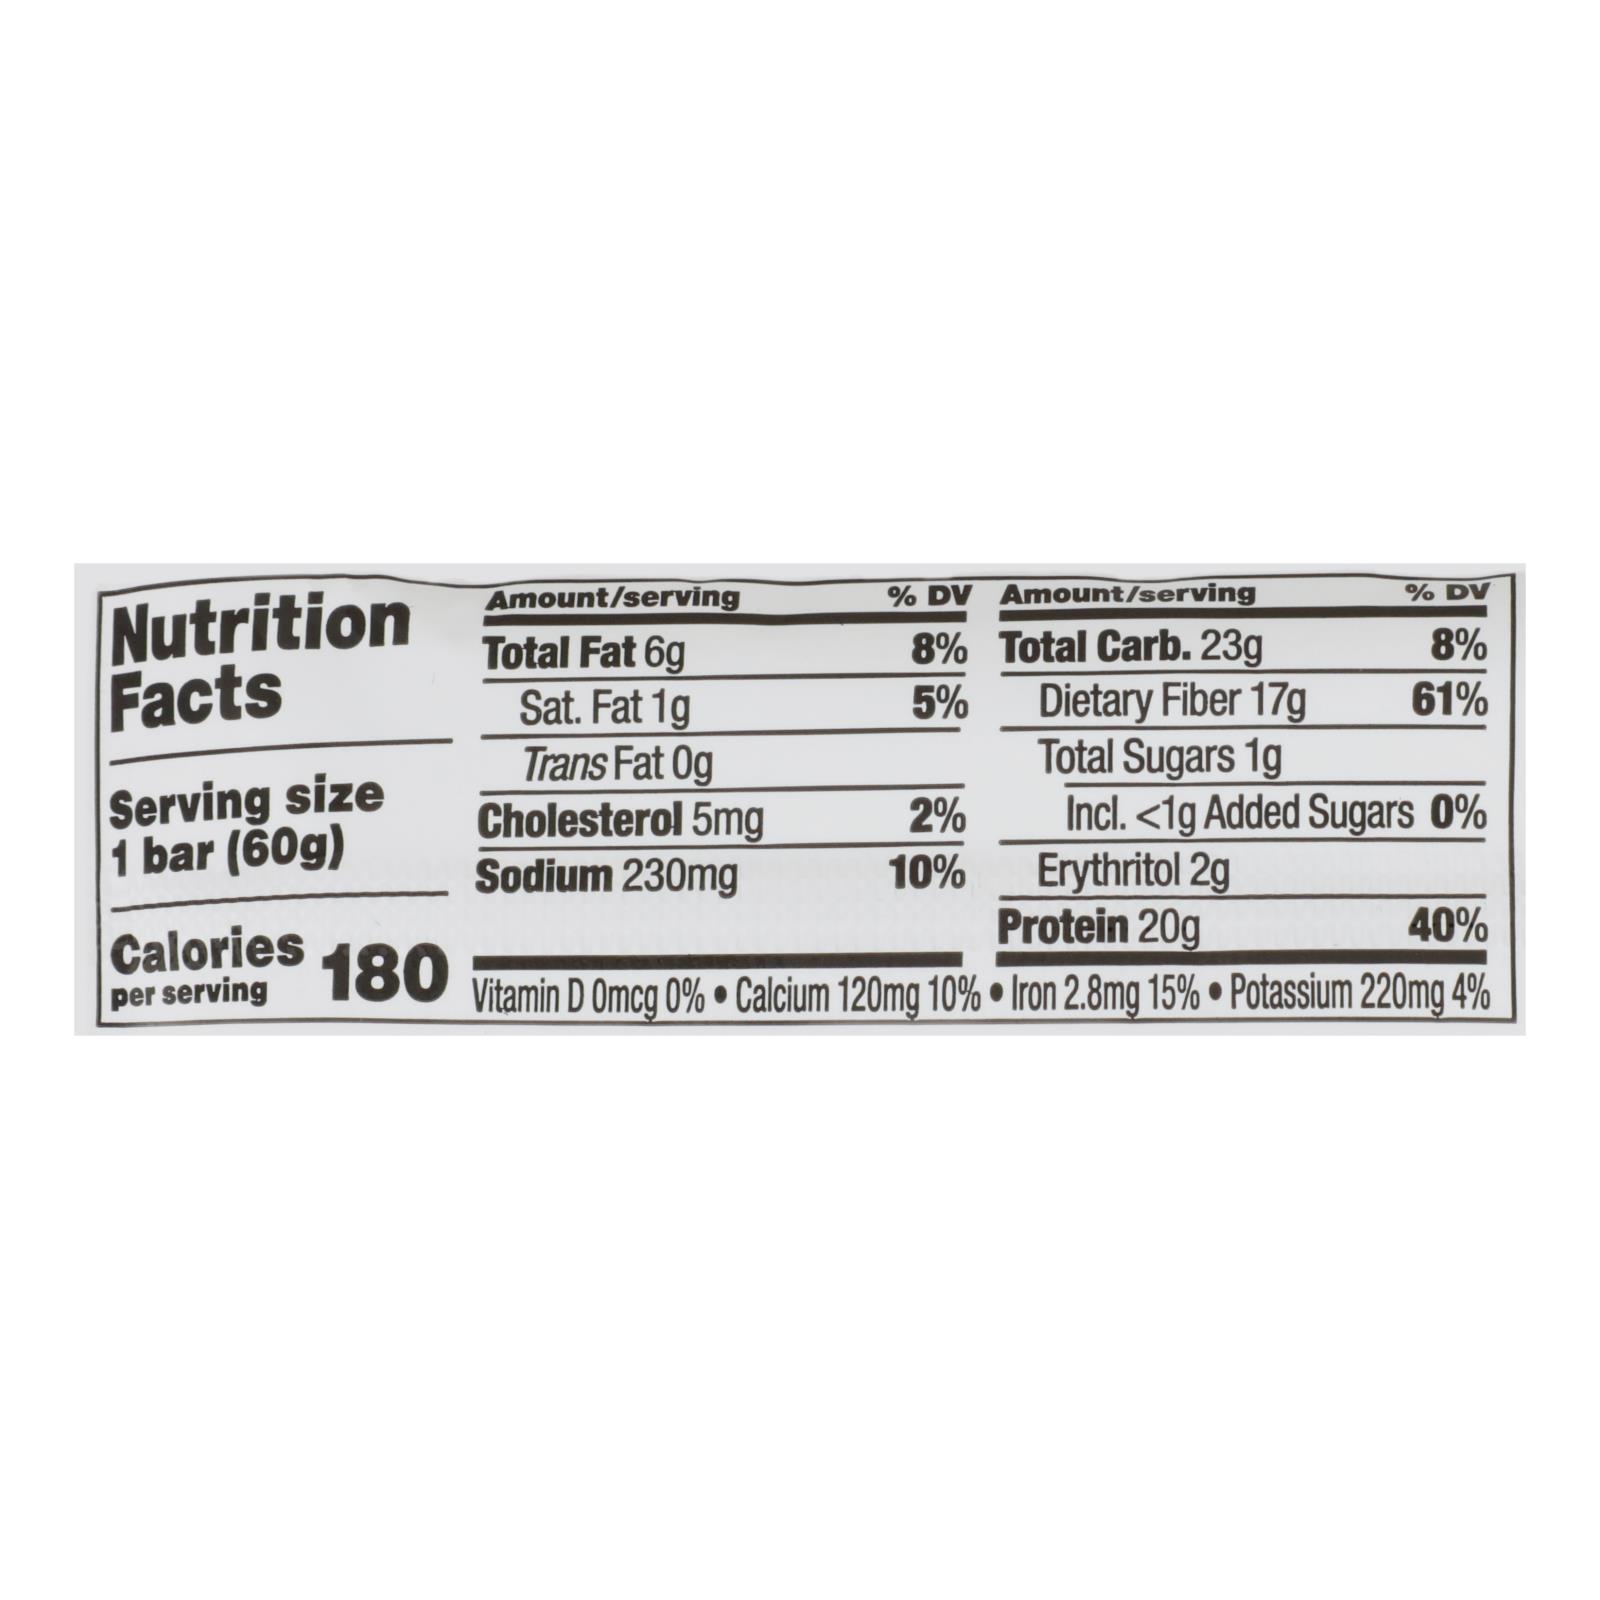 Nutrition
Facts
Serving size
1 bar (60g)
Calories
per serving
180
Amount/serving % DV
Total Fat 6g 8%
Sat. Fat 1g 5%
Trans Fat 0g
Cholesterol 5mg 2%
Sodium 230mg 10%
Amount/serving % DV
Total Carb. 23g 8%
Dietary Fiber 17g 61%
Total Sugars 1g
Incl. <1g Added Sugars 0%
Erythritol 2g
Protein 20g 40%
Vitamin D 0mcg 0% • Calcium 120mg 10% • Iron 2.8mg 15% • Potassium 220mg 4%